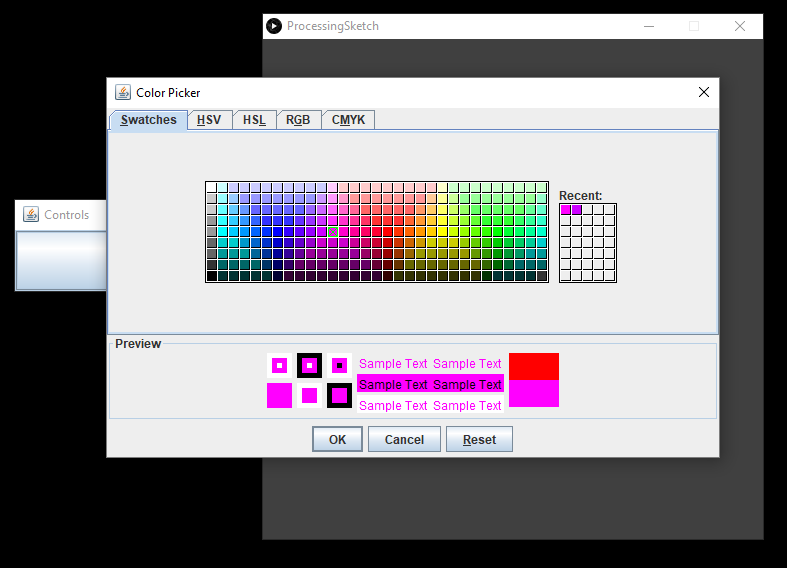 ProcessingSketch
Color Picker
Swatches HSV HSL RGB CMYK
Recent:
Controls
Preview
Sample Text Sample Text
Sample Text Sample Text
Sample Text Sample Text
OK Cancel Reset